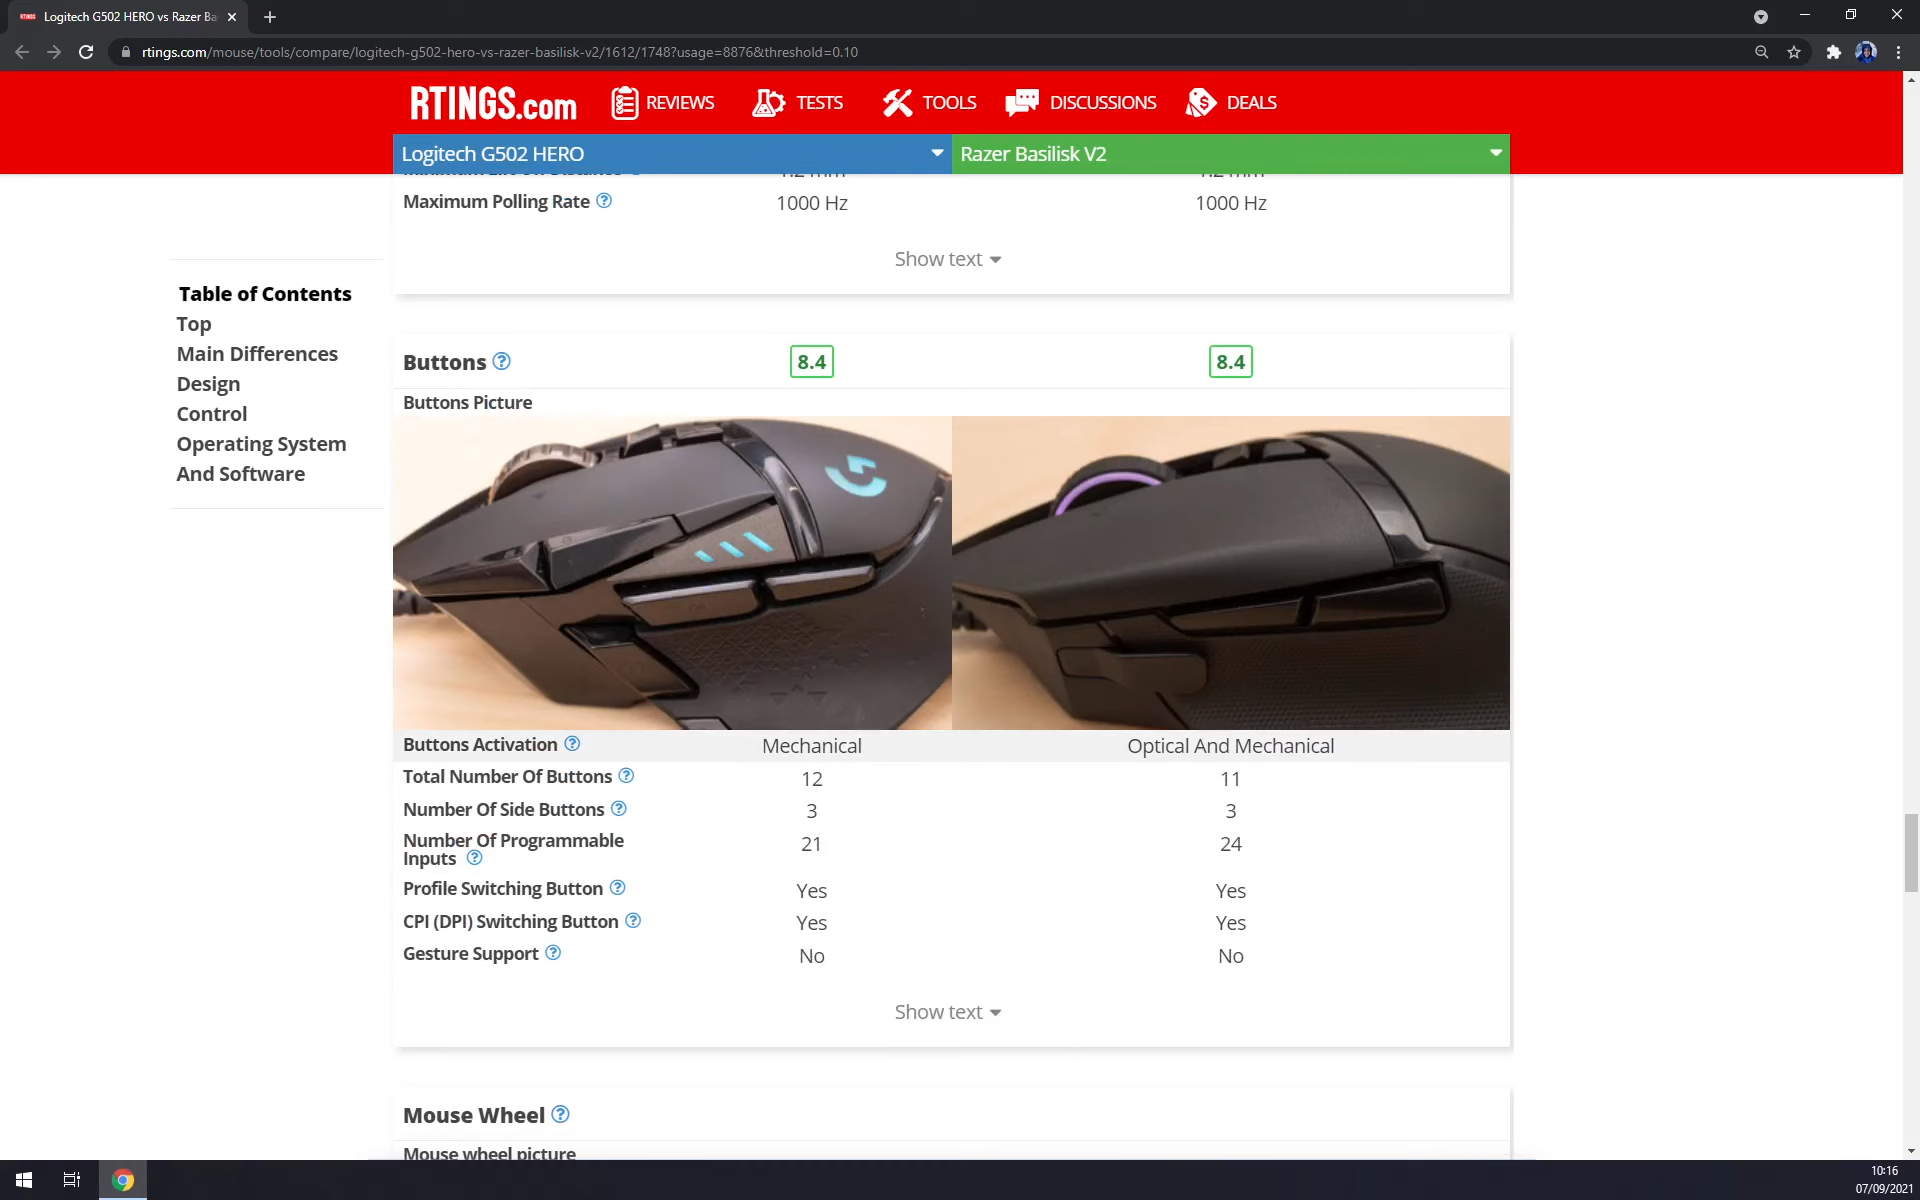 RTINGS Logitech G502 HERO vs Razer Ba
rtings.com/mouse/tools/compare/logitech-g502-hero-vs-razer-basilisk-v2/1612/1748?usage=8876&threshold=0.10
RTINGS.com REVIEWS TESTS TOOLS DISCUSSIONS DEALS
Logitech G502 HERO Razer Basilisk V2
Maximum Polling Rate ? 1000 Hz 1000 Hz
Show text
Table of Contents
Top
Main Differences
Design
Control
Operating System
And Software
Buttons ? 8.4 8.4
Buttons Picture
Buttons Activation ? Mechanical Optical And Mechanical
Total Number Of Buttons ? 12 11
Number Of Side Buttons ? 3 3
Number Of Programmable
Inputs ? 21 24
Profile Switching Button ? Yes Yes
CPI (DPI) Switching Button ? Yes Yes
Gesture Support ? No No
Show text
Mouse Wheel ?
Mouse wheel picture
10:16
07/09/2021